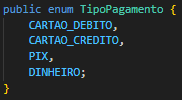 public enum TipoPagamento {
    CARTAO_DEBITO,
    CARTAO_CREDITO,
    PIX,
    DINHEIRO;
}